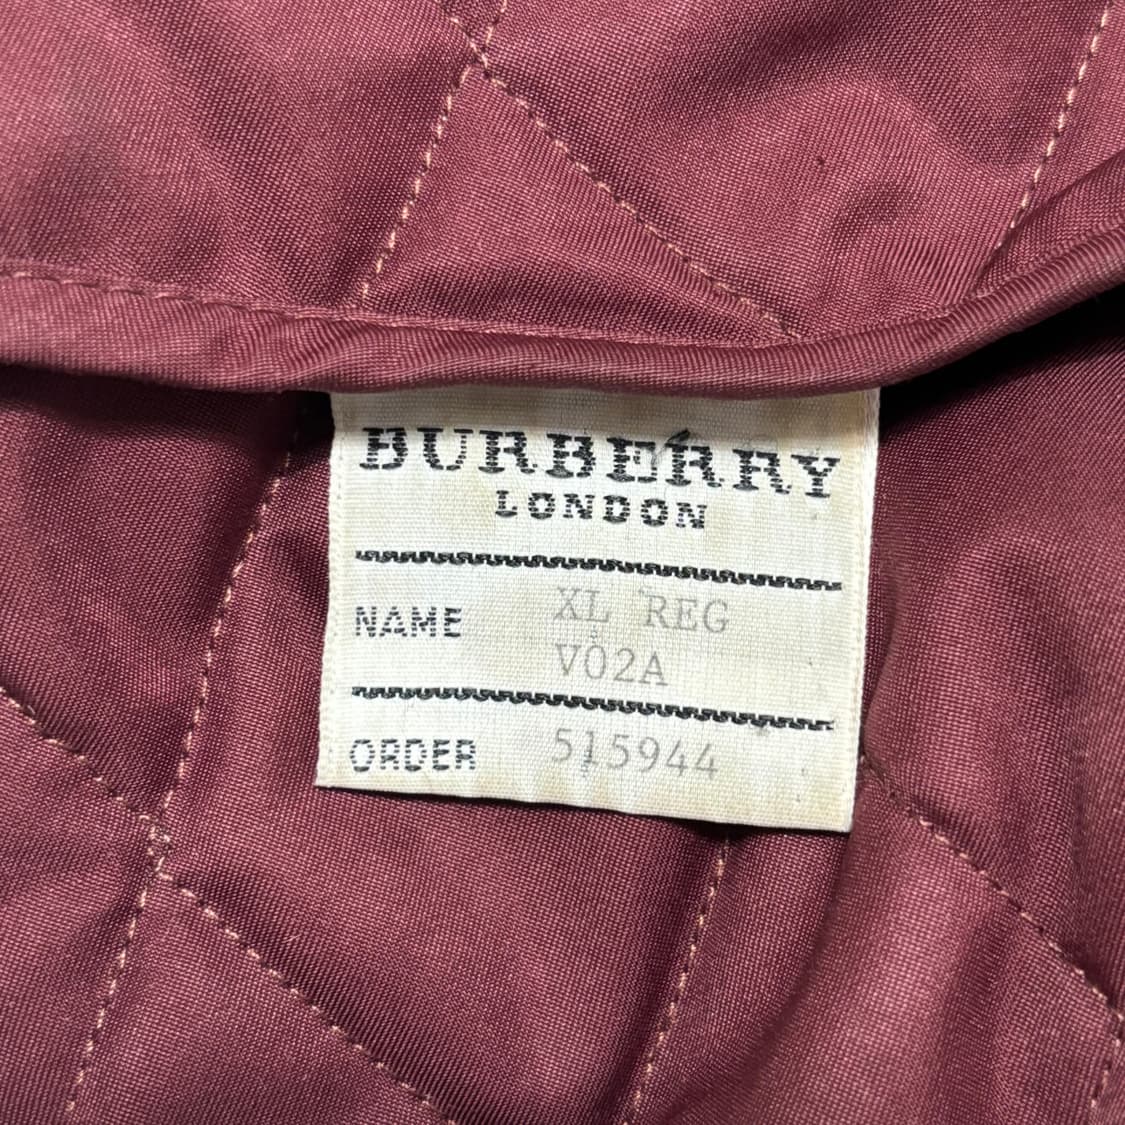 BURBERRY
LONDON
NAME XL REG
V02A
ORDER 515944